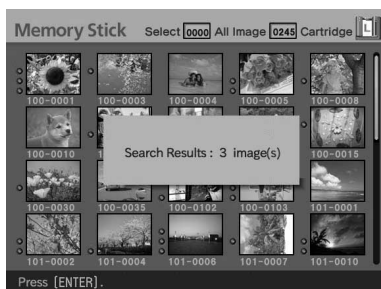 Memory Stick Select 0000 All Image 0245 Cartridge L
100-0001 100-0003 100-0004 100-0005 100-0008
100-0010 100-0015
Search Results : 3 image(s)
100-0030 100-0035 100-0102 100-0103 101-0001
101-0002 101-0004 101-0006 101-0007 101-0010
Press [ENTER].